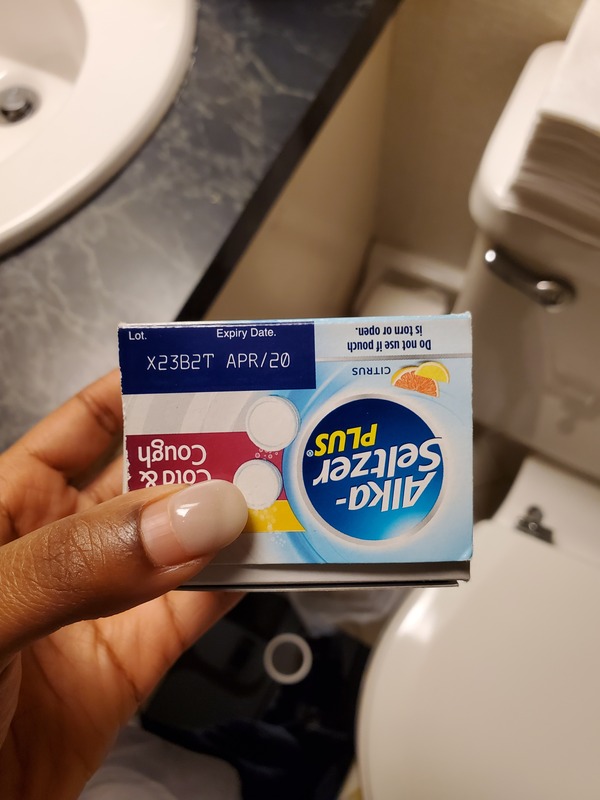 Lot. Expiry Date.
X23B2T APR/20
Do not use if pouch
is torn or open.
CITRUS
Alka-
Seltzer
PLUS®
Cold &
Cough